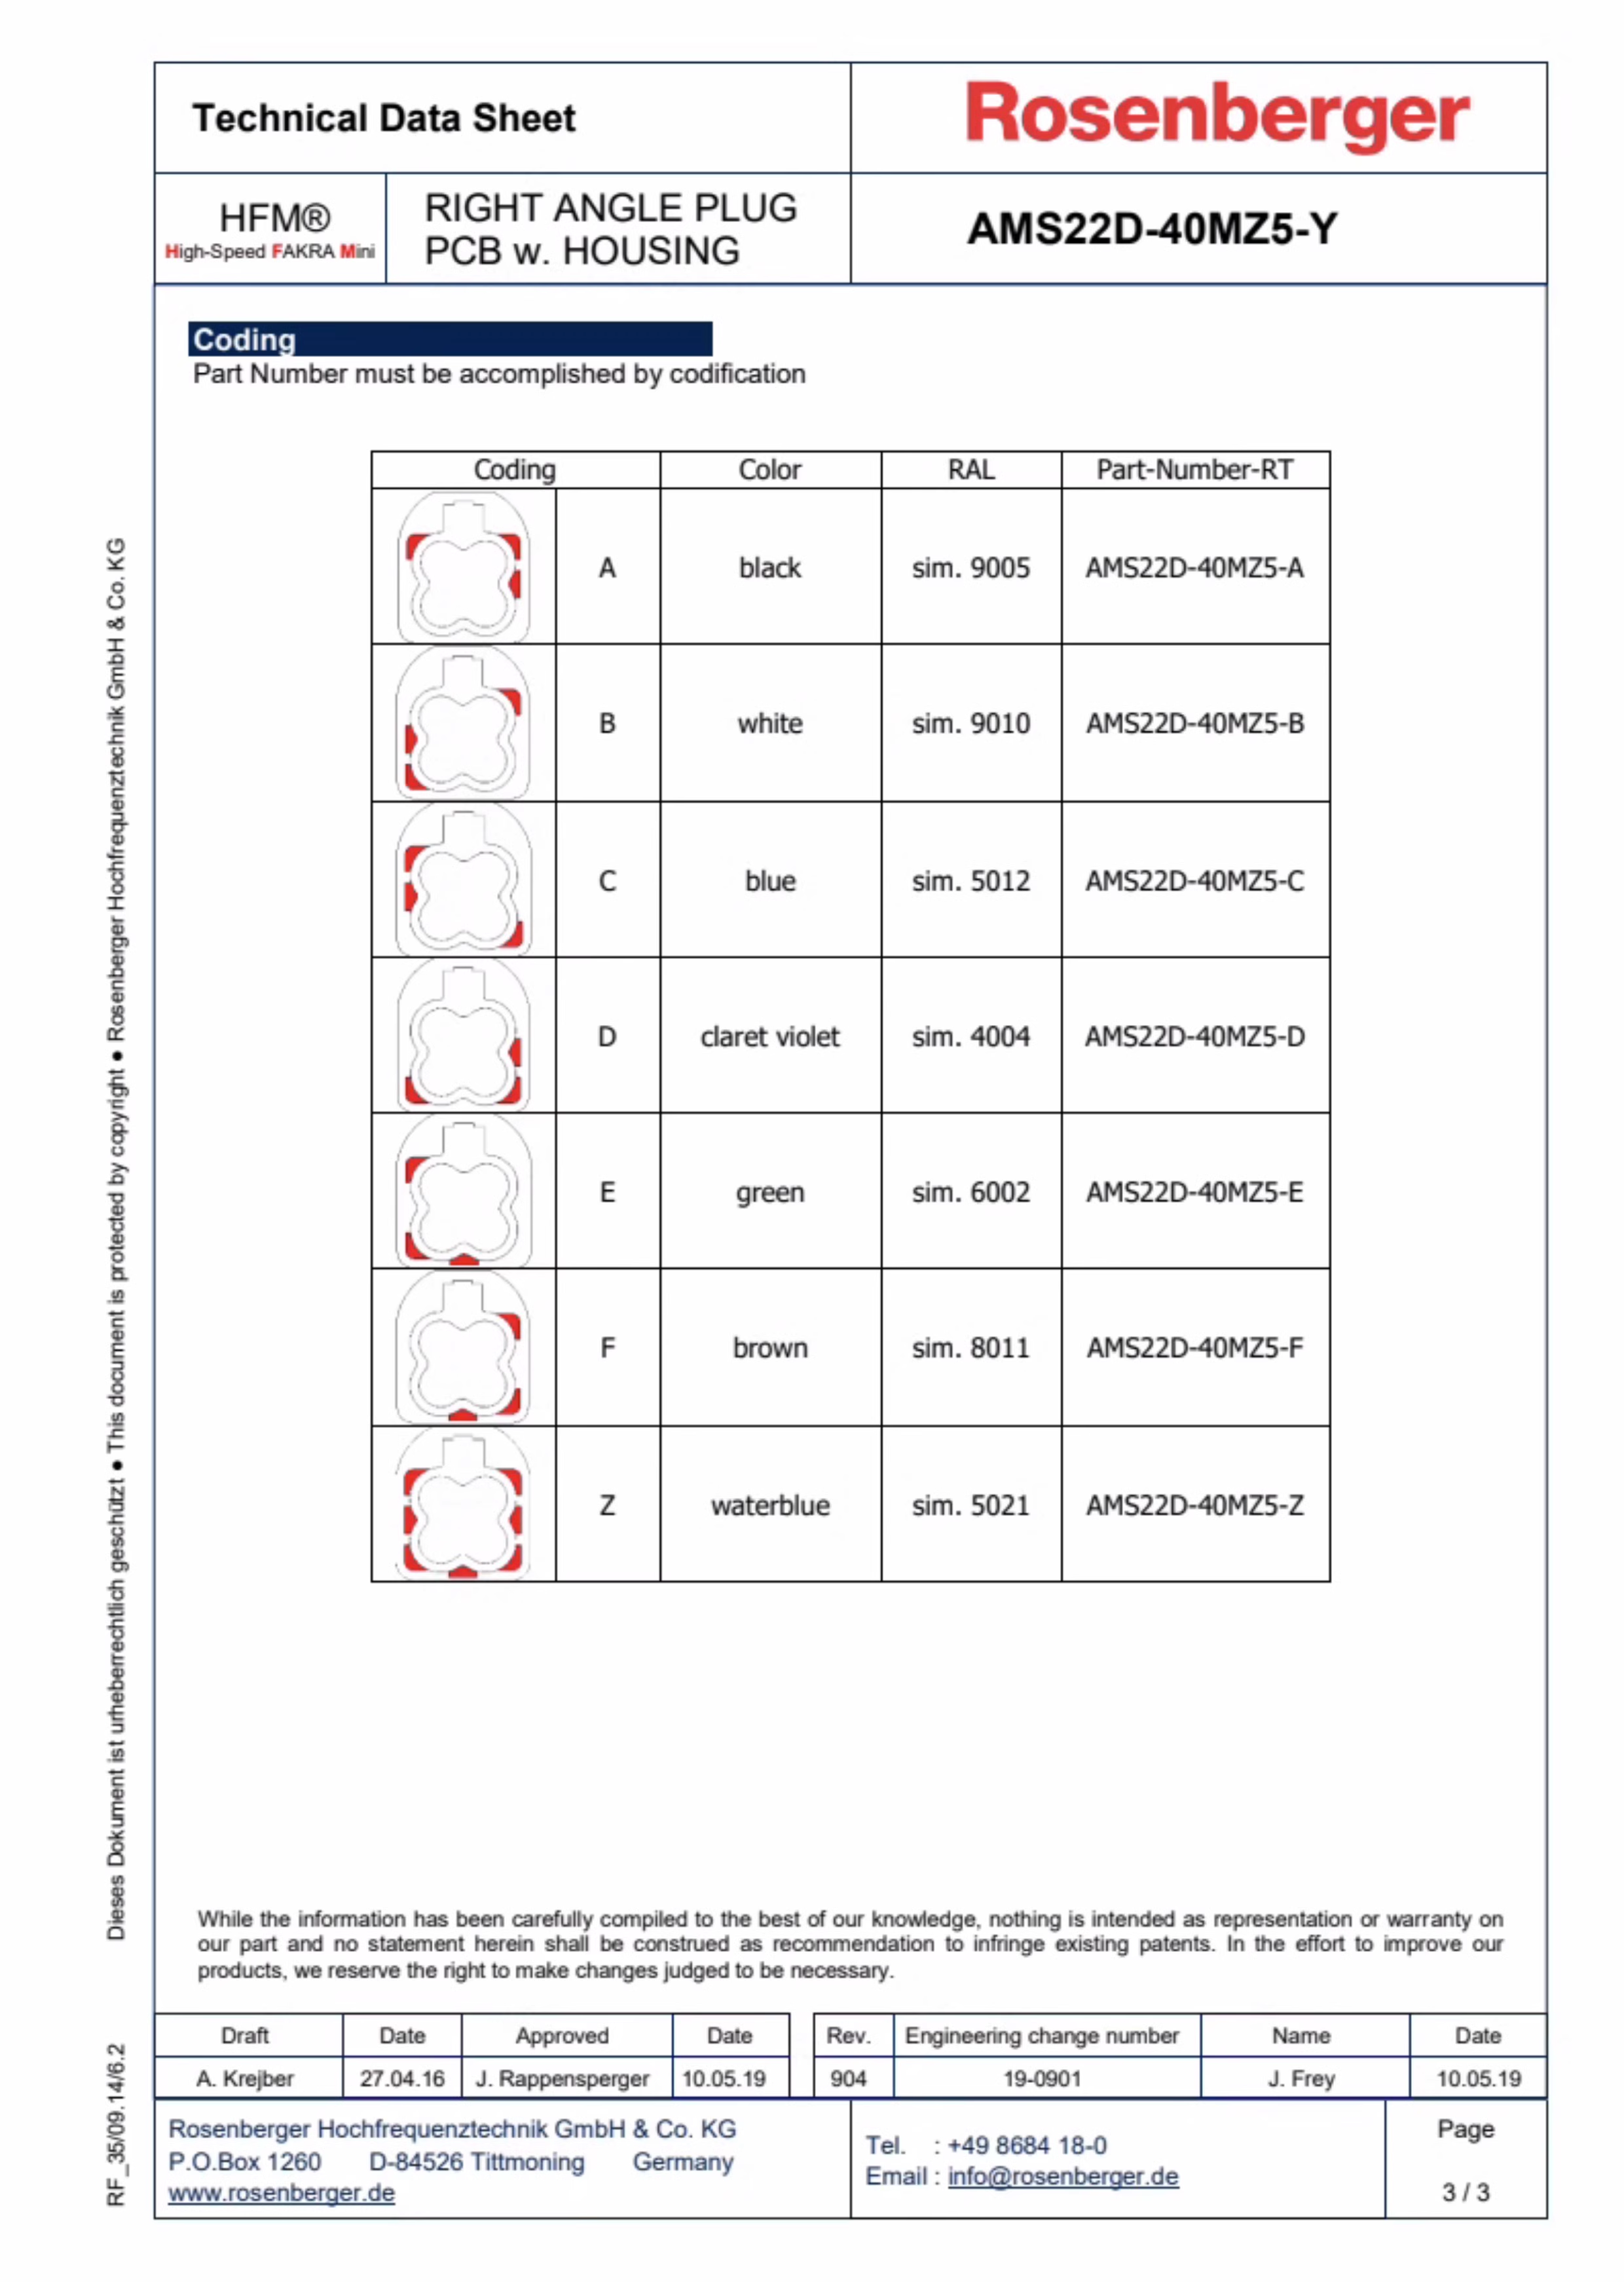 Technical Data Sheet
Rosenberger
HFM®
High-Speed FAKRA Mini
RIGHT ANGLE PLUG
PCB w. HOUSING
AMS22D-40MZ5-Y
Coding
Part Number must be accomplished by codification
Coding Color RAL Part-Number-RT
A black sim. 9005 AMS22D-40MZ5-A
B white sim. 9010 AMS22D-40MZ5-B
C blue sim. 5012 AMS22D-40MZ5-C
D claret violet sim. 4004 AMS22D-40MZ5-D
E green sim. 6002 AMS22D-40MZ5-E
F brown sim. 8011 AMS22D-40MZ5-F
Z waterblue sim. 5021 AMS22D-40MZ5-Z
Dieses Dokument ist urheberrechtlich geschützt ● This document is protected by copyright ● Rosenberger Hochfrequenztechnik GmbH & Co. KG
RF_35/09.14/6.2
While the information has been carefully compiled to the best of our knowledge, nothing is intended as representation or warranty on
our part and no statement herein shall be construed as recommendation to infringe existing patents. In the effort to improve our
products, we reserve the right to make changes judged to be necessary.
Draft Date Approved Date Rev. Engineering change number Name Date
A. Krejber 27.04.16 J. Rappensperger 10.05.19 904 19-0901 J. Frey 10.05.19
Rosenberger Hochfrequenztechnik GmbH & Co. KG
P.O.Box 1260 D-84526 Tittmoning Germany
www.rosenberger.de
Tel. : +49 8684 18-0
Email : info@rosenberger.de
Page
3 / 3